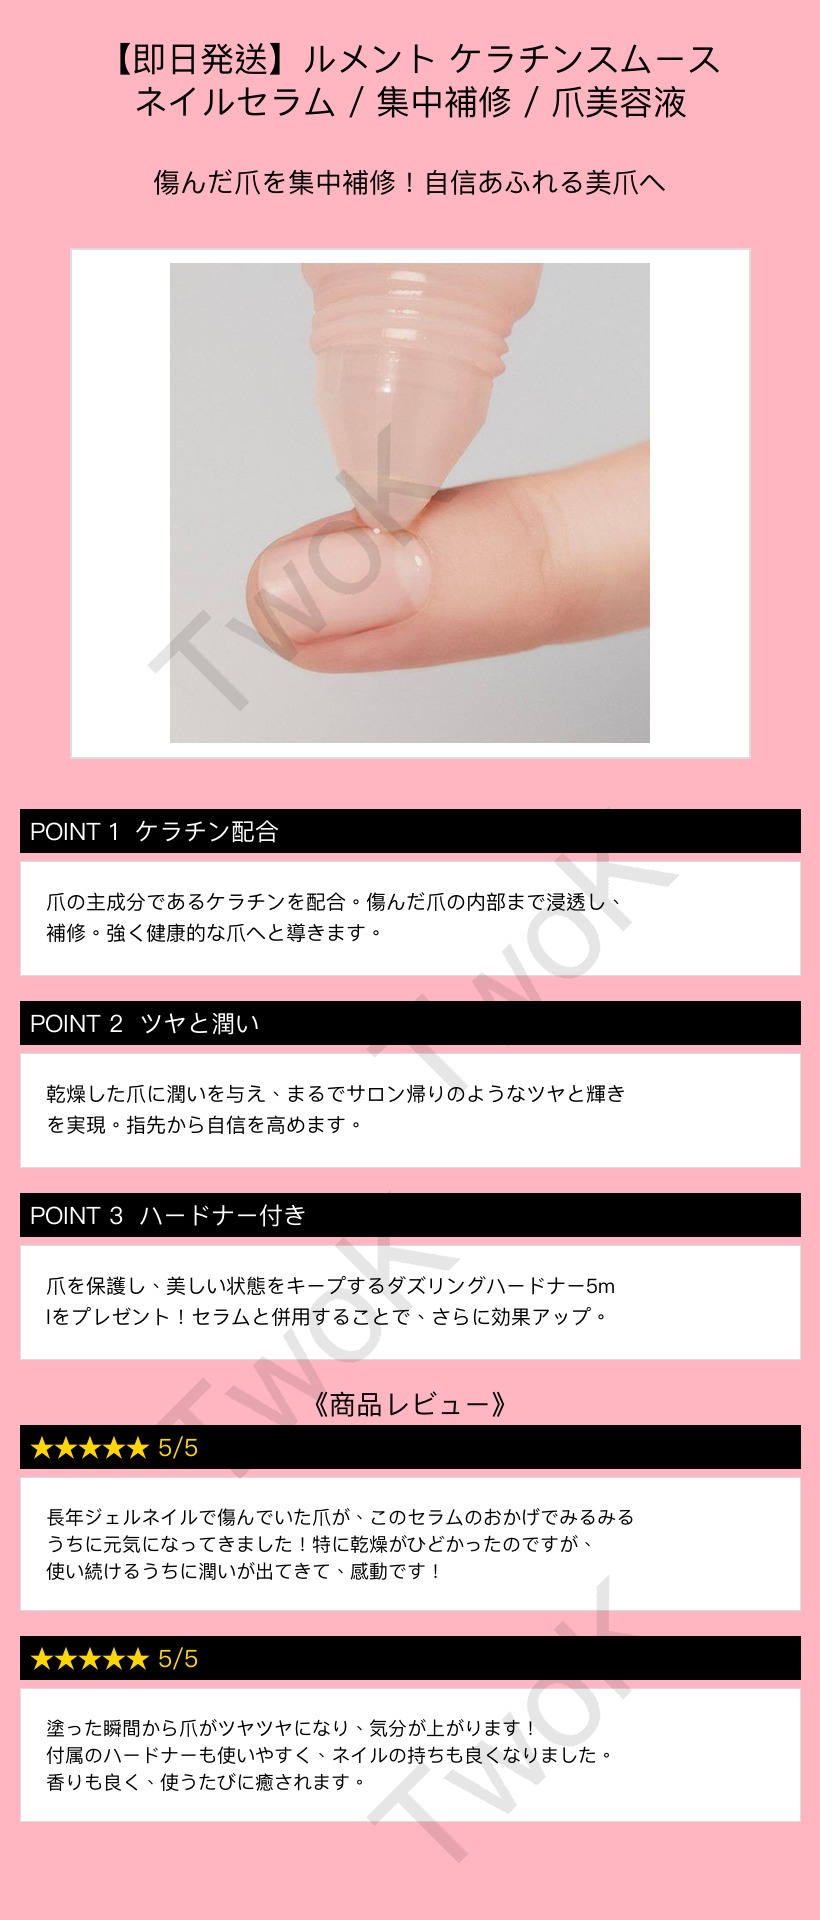 【即日発送】ルメント ケラチンスムース
ネイルセラム / 集中補修 / 爪美容液
傷んだ爪を集中補修！自信あふれる美爪へ
Twok
POINT 1 ケラチン配合
爪の主成分であるケラチンを配合。傷んだ爪の内部まで浸透し、
補修。強く健康的な爪へと導きます。
Twok
POINT 2 ツヤと潤い
乾燥した爪に潤いを与え、まるでサロン帰りのようなツヤと輝き
を実現。指先から自信を高めます。
POINT 3 ハードナー付き
爪を保護し、美しい状態をキープするダズリングハードナー5m
lをプレゼント！セラムと併用することで、さらに効果アップ。
Twok
《商品レビュー》
★★★★★ 5/5
長年ジェルネイルで傷んでいた爪が、このセラムのおかげでみるみる
うちに元気になってきました！特に乾燥がひどかったのですが、
使い続けるうちに潤いが出てきて、感動です！
★★★★★ 5/5
塗った瞬間から爪がツヤツヤになり、気分が上がります！
付属のハードナーも使いやすく、ネイルの持ちも良くなりました。
香りも良く、使うたびに癒されます。
Twok